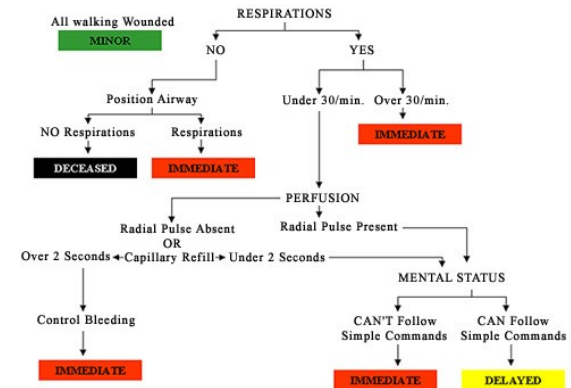 RESPIRATIONS
All walking Wounded
MINOR
NO
YES
Position Airway
Under 30/min.
Over 30/min.
NO Respirations
Respirations
IMMEDIATE
DECEASED
IMMEDIATE
PERFUSION
Radial Pulse Absent
OR
Radial Pulse Present
Over 2 Seconds
Capillary Refill
Under 2 Seconds
MENTAL STATUS
Control Bleeding
CAN'T Follow
Simple Commands
CAN Follow
Simple Commands
IMMEDIATE
IMMEDIATE
DELAYED